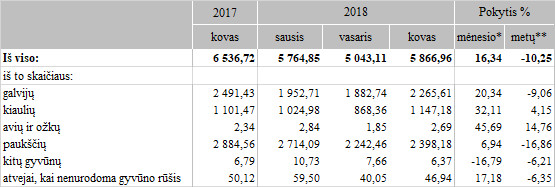 2017 2018 Pokytis %
kovas sausis vasaris kovas mėnesio* metų**
Iš viso: 6 536,72 5 764,85 5 043,11 5 866,96 16,34 -10,25
iš to skaičiaus:
galvijų 2 491,43 1 952,71 1 882,74 2 265,61 20,34 -9,06
kiaulių 1 101,47 1 024,98 868,36 1 147,18 32,11 4,15
avių ir ožkų 2,34 2,84 1,85 2,69 45,69 14,76
paukščių 2 884,56 2 714,09 2 242,46 2 398,18 6,94 -16,86
kitų gyvūnų 6,79 10,73 7,66 6,37 -16,79 -6,21
atvejai, kai nenurodoma gyvūno rūšis 50,12 59,50 40,05 46,94 17,18 -6,35